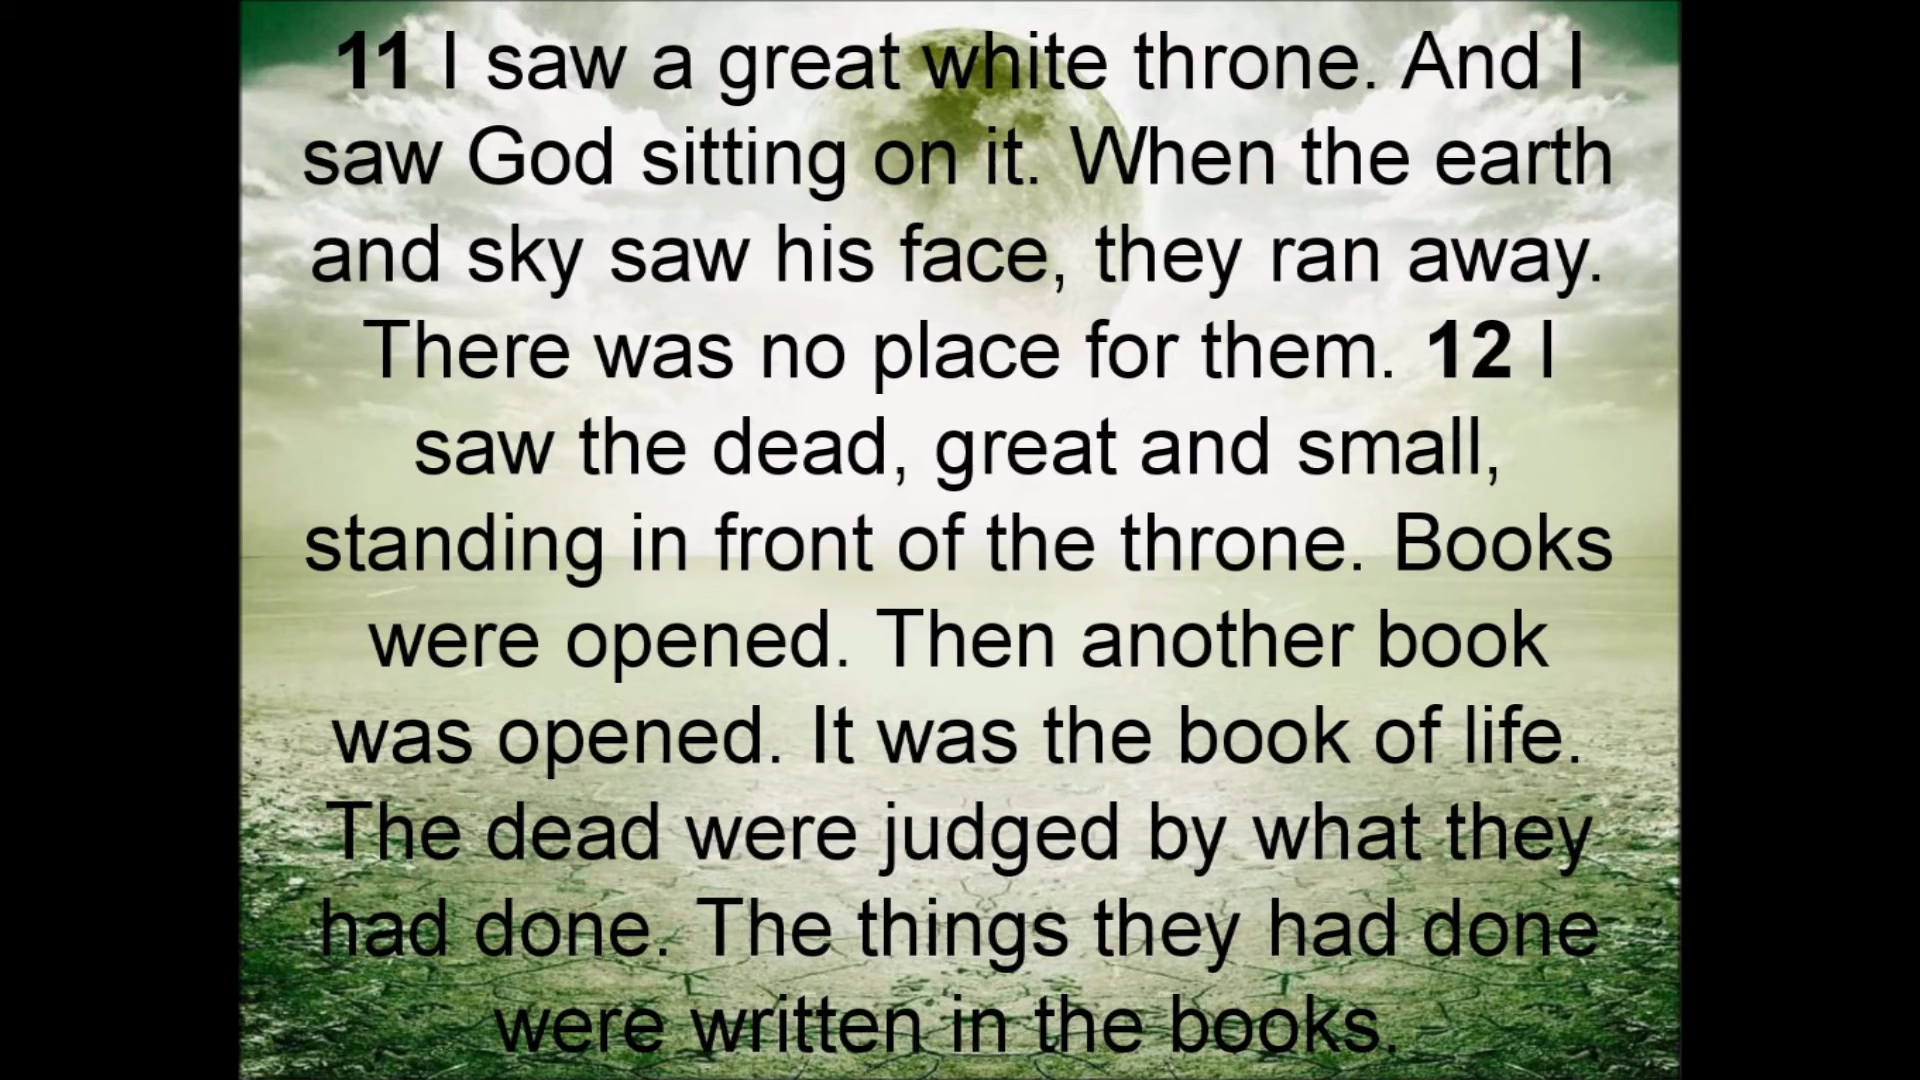 11 I saw a great white throne. And I
saw God sitting on it. When the earth
and sky saw his face, they ran away.
There was no place for them. 12 I
saw the dead, great and small,
standing in front of the throne. Books
were opened. Then another book
was opened. It was the book of life.
The dead were judged by what they
had done. The things they had done
were written in the books.